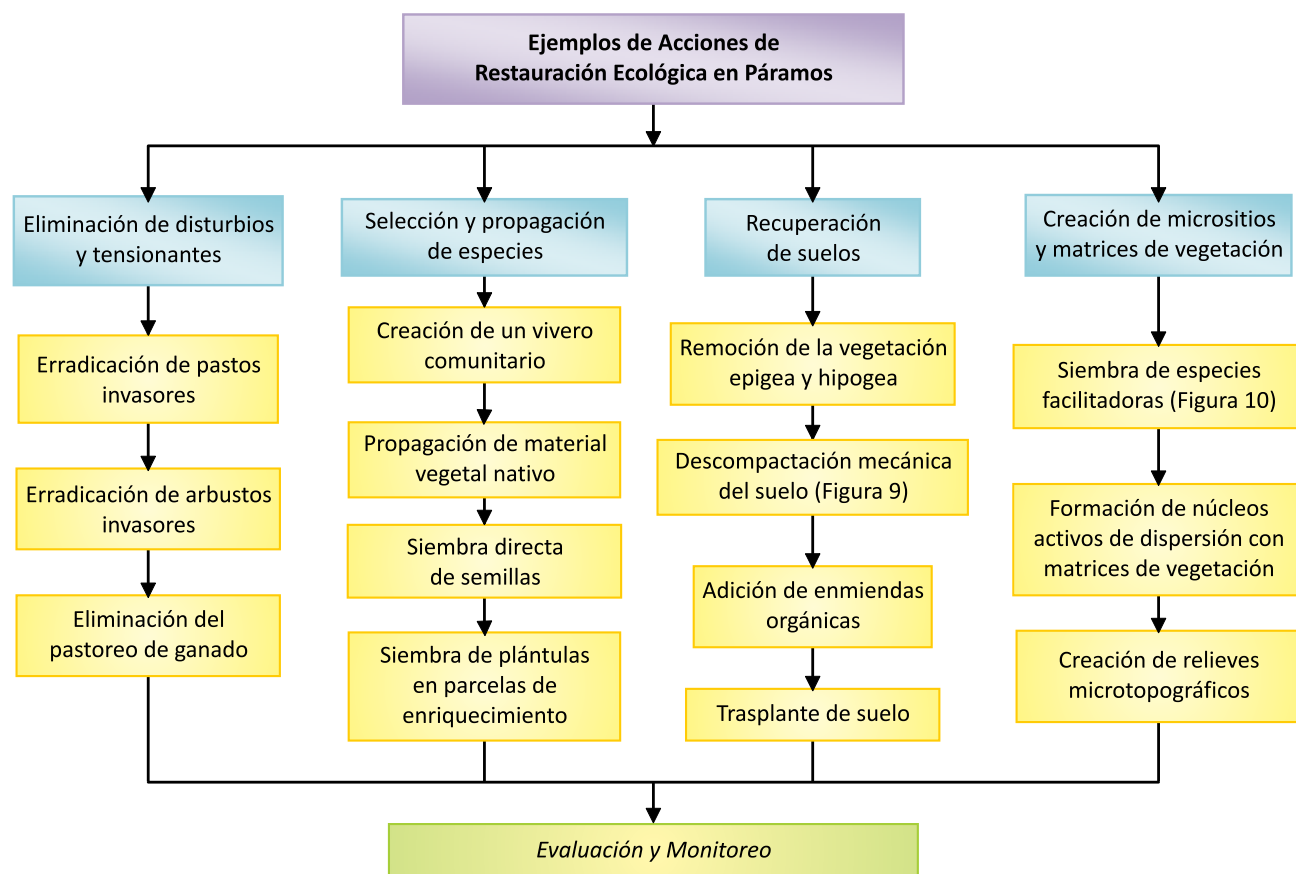 Ejemplos de Acciones de
Restauración Ecológica en Páramos
Eliminación de disturbios
y tensionantes
Erradicación de pastos
invasores
Erradicación de arbustos
invasores
Eliminación del
pastoreo de ganado
Selección y propagación
de especies
Creación de un vivero
comunitario
Propagación de material
vegetal nativo
Siembra directa
de semillas
Siembra de plántulas
en parcelas de
enriquecimiento
Recuperación
de suelos
Remoción de la vegetación
epigea y hipogea
Descompactación mecánica
del suelo (Figura 9)
Adición de enmiendas
orgánicas
Trasplante de suelo
Creación de micrositios
y matrices de vegetación
Siembra de especies
facilitadoras (Figura 10)
Formación de núcleos
activos de dispersión con
matrices de vegetación
Creación de relieves
microtopográficos
Evaluación y Monitoreo